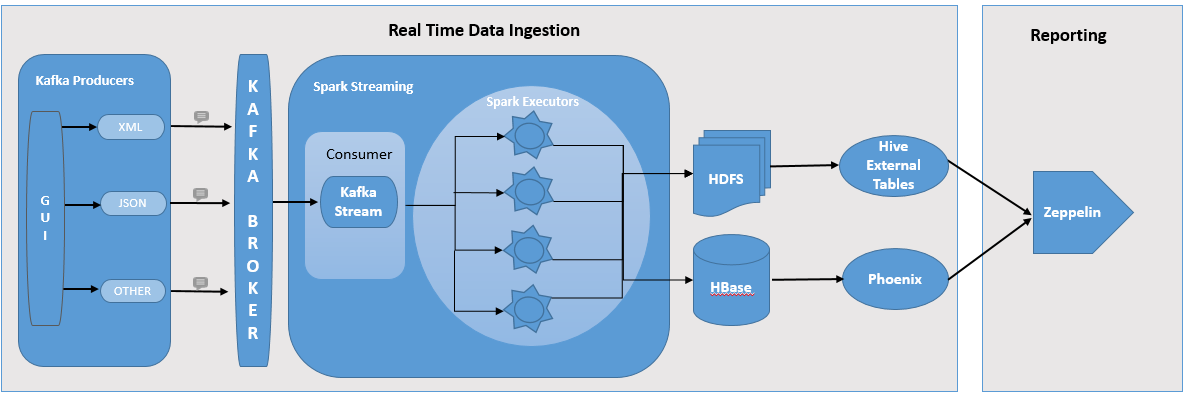 Real Time Data Ingestion
Reporting
Kafka Producers
GUI
XML
JSON
OTHER
KAFKA BROKER
Spark Streaming
Consumer
Kafka
Stream
Spark Executors
HDFS
HBase
Hive
External
Tables
Phoenix
Zeppelin